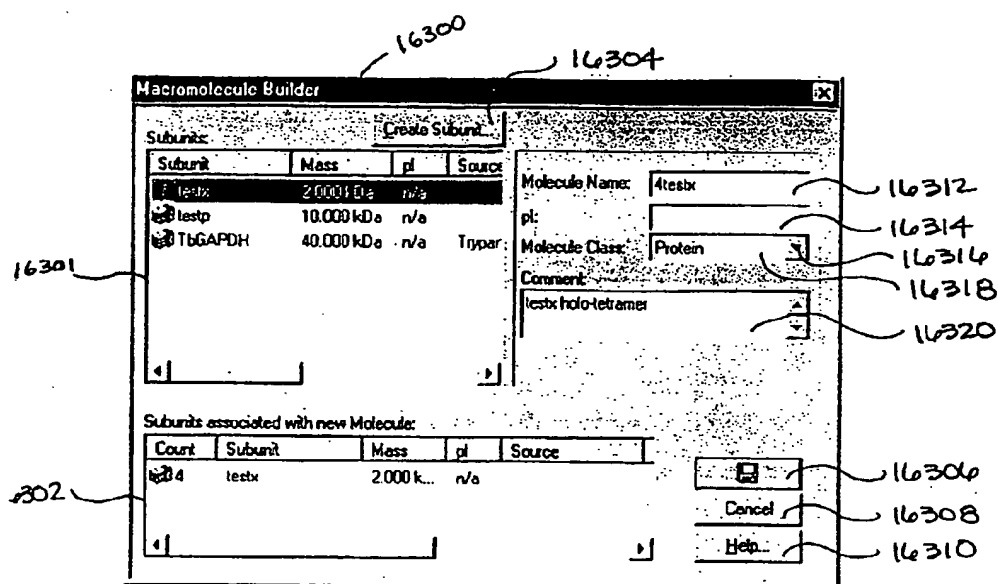 16300
16304
Macromolecule Builder
Subunits:
Create Subunit...
Subunit Mass pI Source
testx 2.000 kDa n/a
testp 10.000 kDa n/a
TbGAPDH 40.000 kDa n/a Trypar
16301
Molecule Name: 4testx
16312
pI:
16314
Molecule Class: Protein
16316
16318
Comment:
testx holo-tetramer
16320
Subunits associated with new Molecule:
Count Subunit Mass pI Source
4 testx 2.000 k... n/a
6302
16306
Cancel
16308
Help...
16310